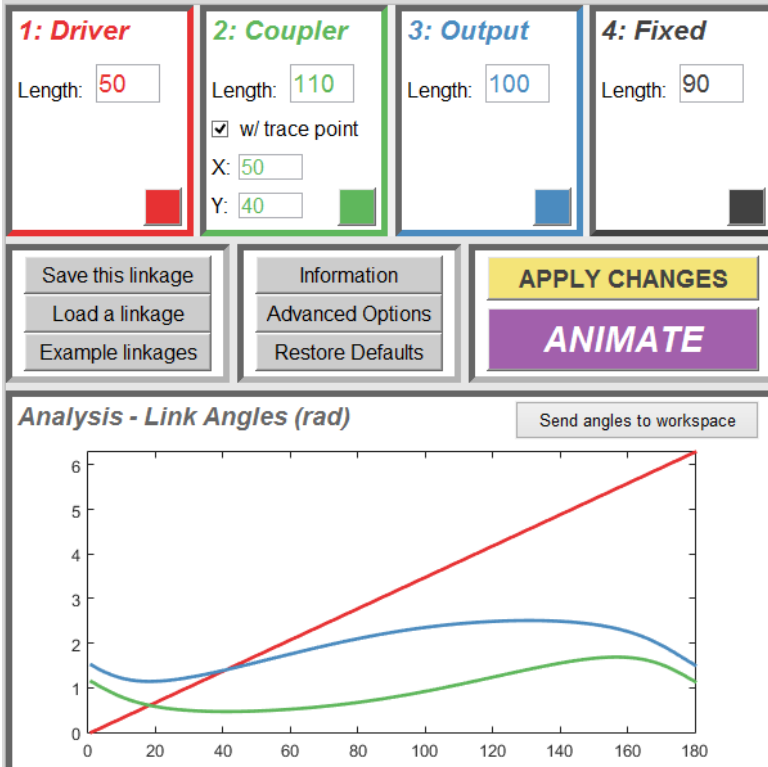 1: Driver
Length: 50
2: Coupler
Length: 110
w/ trace point
X: 50
Y: 40
3: Output
Length: 100
4: Fixed
Length: 90
Save this linkage
Load a linkage
Example linkages
Information
Advanced Options
Restore Defaults
APPLY CHANGES
ANIMATE
Analysis - Link Angles (rad)
Send angles to workspace
6
5
4
3
2
1
0
0 20 40 60 80 100 120 140 160 180